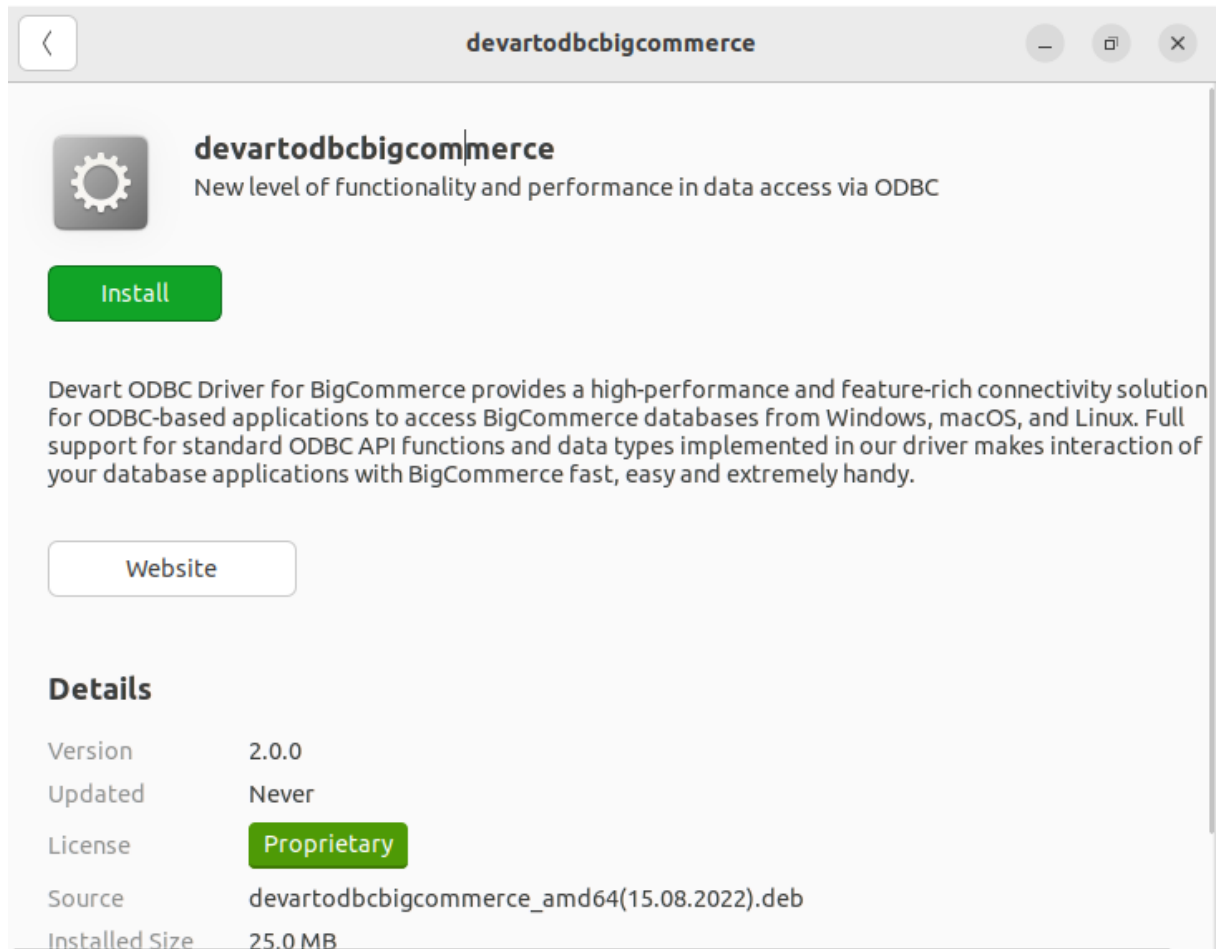 devartodbcbigcommerce
devartodbcbigcommerce
New level of functionality and performance in data access via ODBC
Install
Devart ODBC Driver for BigCommerce provides a high-performance and feature-rich connectivity solution
for ODBC-based applications to access BigCommerce databases from Windows, macOS, and Linux. Full
support for standard ODBC API functions and data types implemented in our driver makes interaction of
your database applications with BigCommerce fast, easy and extremely handy.
Website
Details
Version 2.0.0
Updated Never
License Proprietary
Source devartodbcbigcommerce_amd64(15.08.2022).deb
Installed Size 25.0 MB